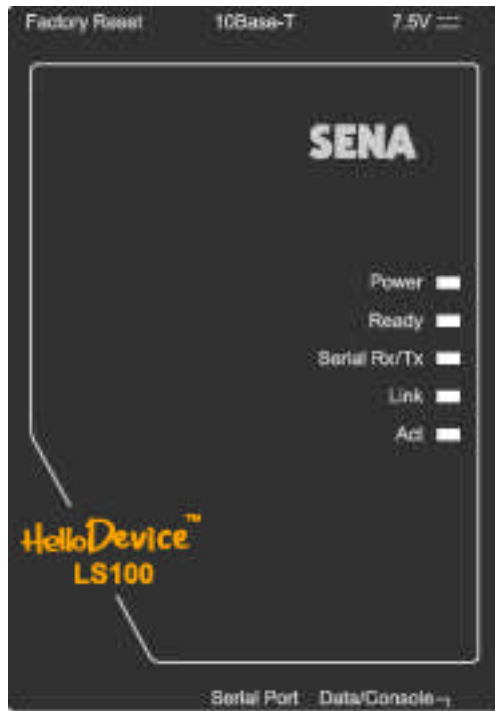 Factory Reset 10Base-T 7.5V
SENA
Power
Ready
Serial Rx/Tx
Link
Act
HelloDevice™
LS100
Serial Port Data/Console